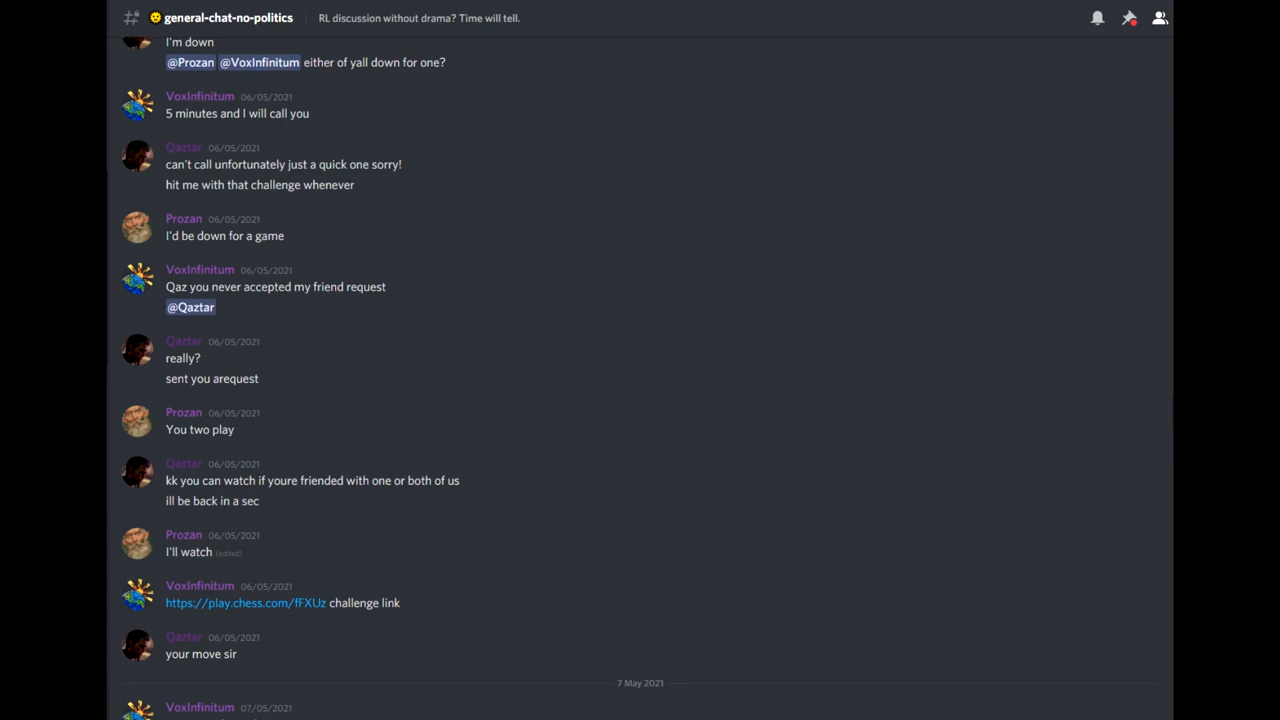 general-chat-no-politics RL discussion without drama? Time will tell.
I'm down
@Prozan @VoxInfinitum either of yall down for one?
VoxInfinitum 06/05/2021
5 minutes and I will call you
Qaztar 06/05/2021
can't call unfortunately just a quick one sorry!
hit me with that challenge whenever
Prozan 06/05/2021
I'd be down for a game
VoxInfinitum 06/05/2021
Qaz you never accepted my friend request
@Qaztar
Qaztar 06/05/2021
really?
sent you arequest
Prozan 06/05/2021
You two play
Qaztar 06/05/2021
kk you can watch if youre friended with one or both of us
ill be back in a sec
Prozan 06/05/2021
I'll watch (edited)
VoxInfinitum 06/05/2021
https://play.chess.com/fFXUz challenge link
Qaztar 06/05/2021
your move sir
7 May 2021
VoxInfinitum 07/05/2021